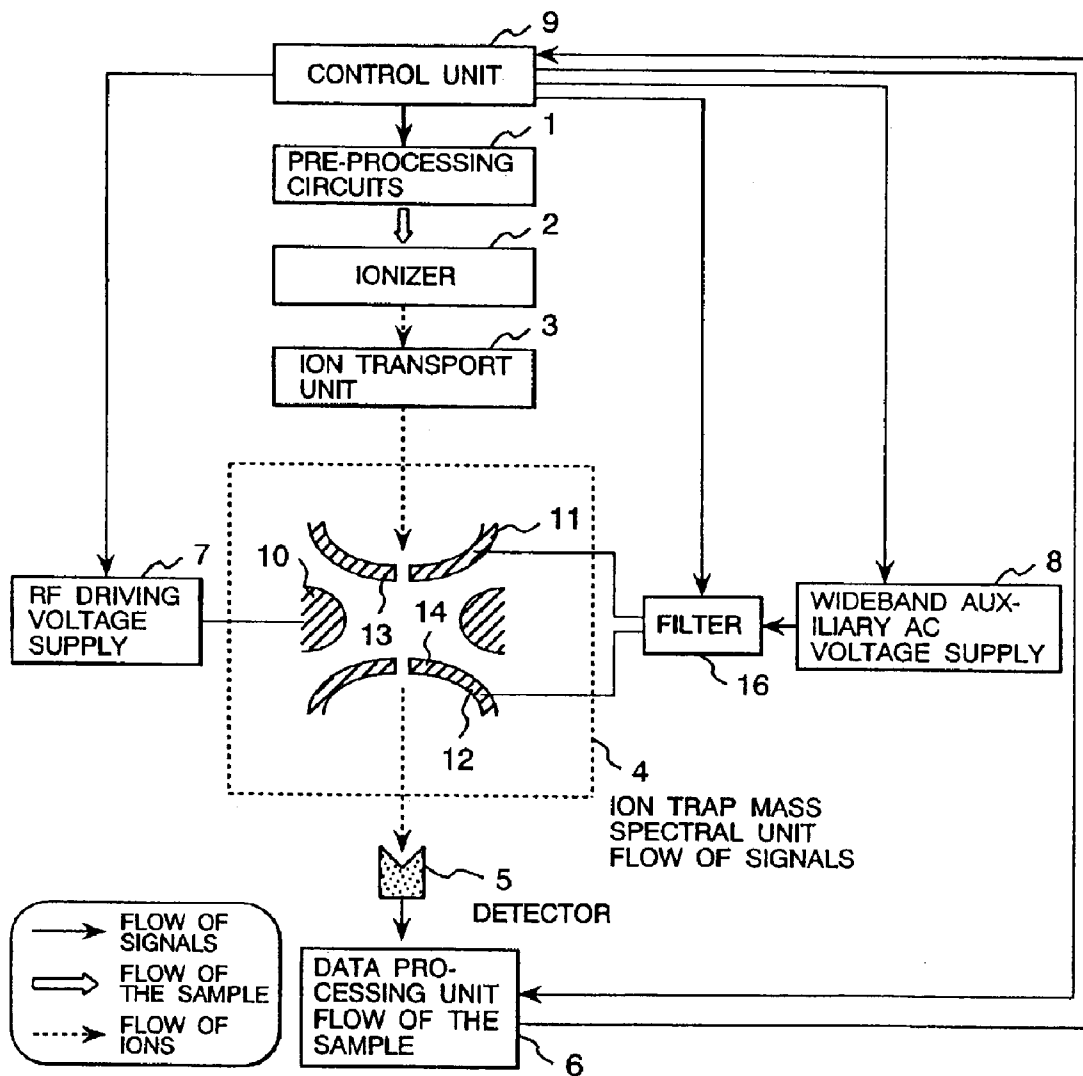 9
CONTROL UNIT
1
PRE-PROCESSING
CIRCUITS
2
IONIZER
3
ION TRANSPORT
UNIT
7
RF DRIVING
VOLTAGE
SUPPLY
10
11
13
14
12
FILTER
16
8
WIDEBAND AUX-
ILIARY AC
VOLTAGE SUPPLY
4
ION TRAP MASS
SPECTRAL UNIT
FLOW OF SIGNALS
5
DETECTOR
DATA PRO-
CESSING UNIT
FLOW OF THE
SAMPLE
6
FLOW OF
SIGNALS
FLOW OF
THE SAMPLE
FLOW OF
IONS